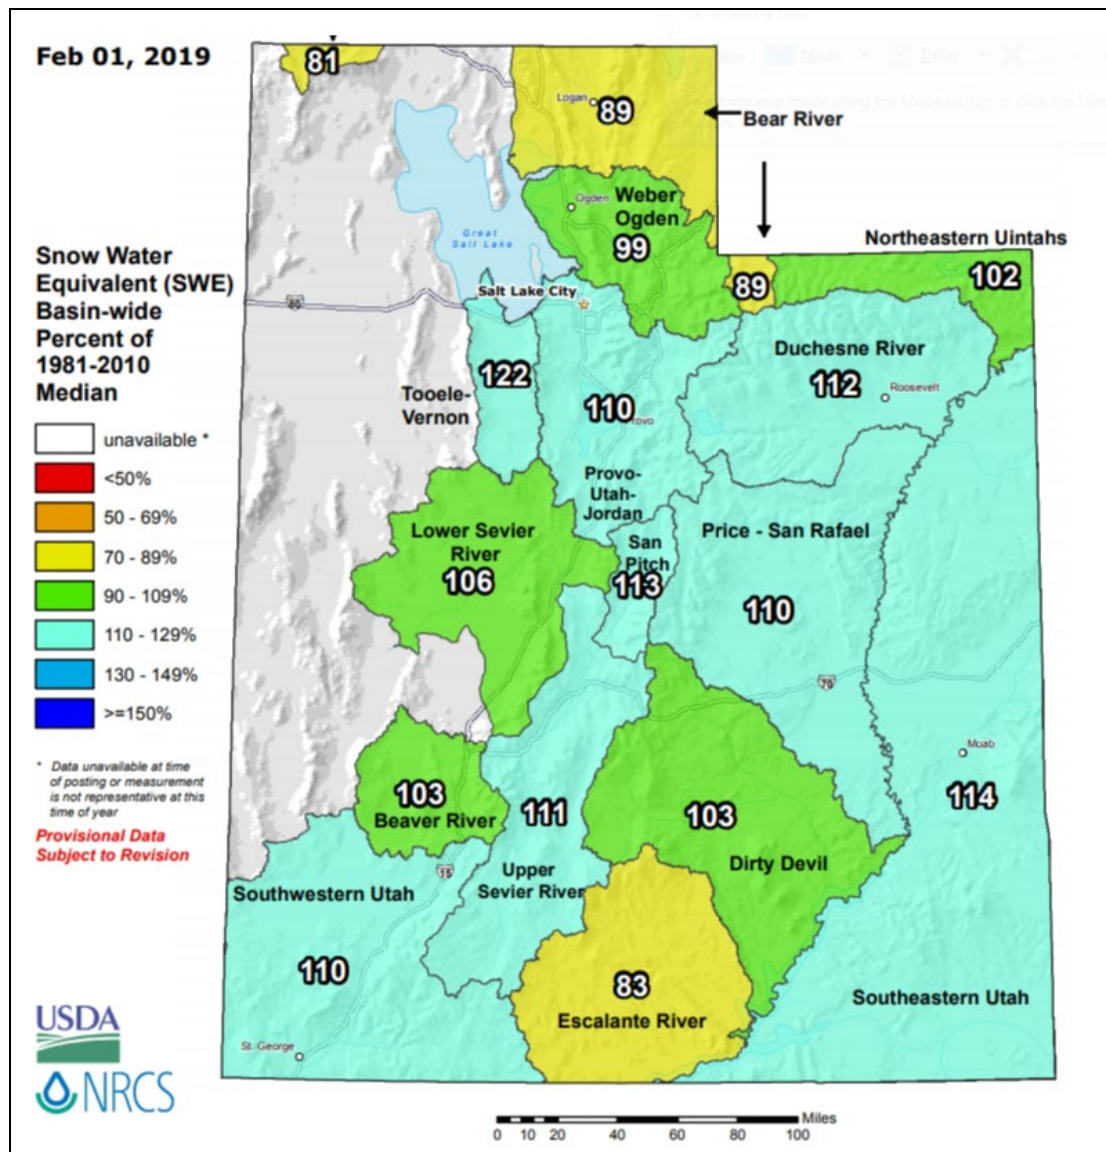 Feb 01, 2019
81
Logan
89
Bear River
Weber
Ogden
Ogden
99
Great
Salt Lake
Northeastern Uintahs
102
89
Salt Lake City
80
Snow Water
Equivalent (SWE)
Basin-wide
Percent of
1981-2010
Median
unavailable *
<50%
50 - 69%
70 - 89%
90 - 109%
110 - 129%
130 - 149%
>=150%
* Data unavailable at time
of posting or measurement
is not representative at this
time of year
Provisional Data
Subject to Revision
Tooele-
Vernon
122
110
Provo-
Utah-
Jordan
Duchesne River
112
Roosevelt
Lower Sevier
River
106
San
Pitch
113
Price - San Rafael
110
70
Moab
114
103
Beaver River
111
Upper
Sevier River
103
Dirty Devil
15
Southwestern Utah
110
St. George
83
Escalante River
Southeastern Utah
USDA
NRCS
Miles
0 10 20 40 60 80 100